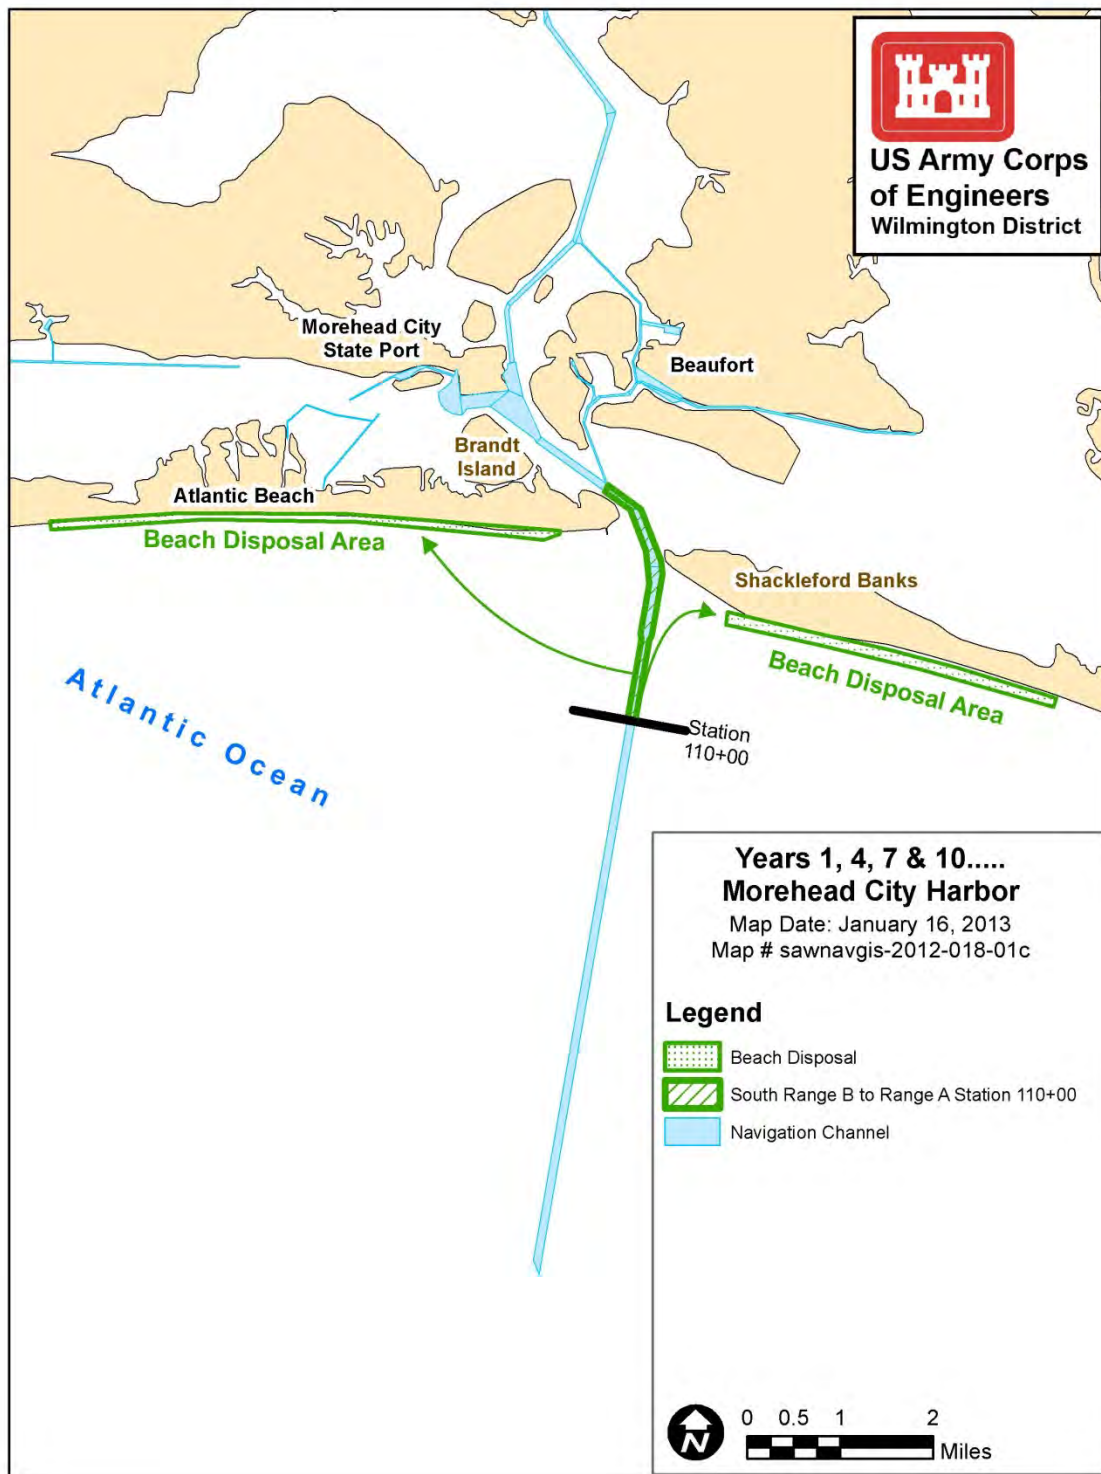 US Army Corps
of Engineers
Wilmington District
Morehead City
State Port
Beaufort
Brandt
Island
Atlantic Beach
Beach Disposal Area
Shackleford Banks
Beach Disposal Area
Atlantic Ocean
Station
110+00
Years 1, 4, 7 & 10.....
Morehead City Harbor
Map Date: January 16, 2013
Map # sawnavgis-2012-018-01c
Legend
Beach Disposal
South Range B to Range A Station 110+00
Navigation Channel
N
0 0.5 1 2
Miles